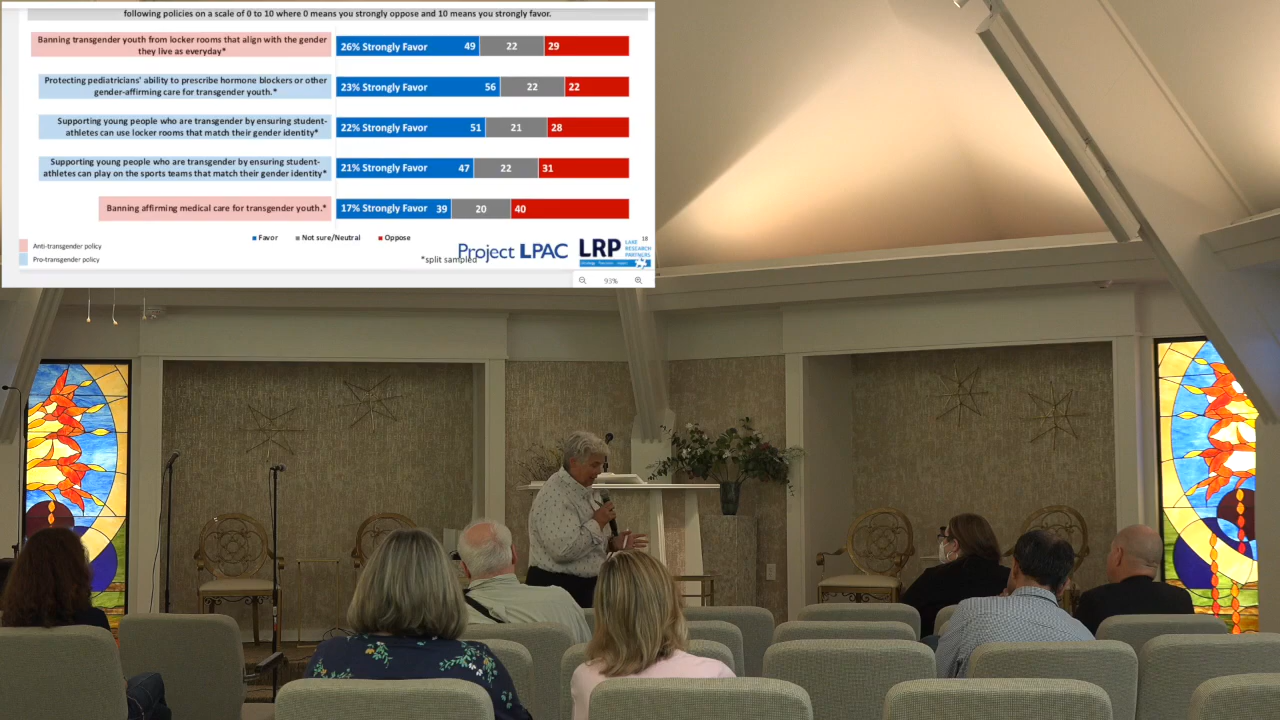 following policies on a scale of 0 to 10 where 0 means you strongly oppose and 10 means you strongly favor.
Banning transgender youth from locker rooms that align with the gender
they live as everyday*
26% Strongly Favor 49 22 29
Protecting pediatricians' ability to prescribe hormone blockers or other
gender-affirming care for transgender youth.*
23% Strongly Favor 56 22 22
Supporting young people who are transgender by ensuring student-
athletes can use locker rooms that match their gender identity*
22% Strongly Favor 51 21 28
Supporting young people who are transgender by ensuring student-
athletes can play on the sports teams that match their gender identity*
21% Strongly Favor 47 22 31
Banning affirming medical care for transgender youth.*
17% Strongly Favor 39 20 40
Favor Not sure/Neutral Oppose
Anti-transgender policy
Pro-transgender policy
*split sampled
Project LPAC
LRP
LAKE
RESEARCH
PARTNERS
18
93%